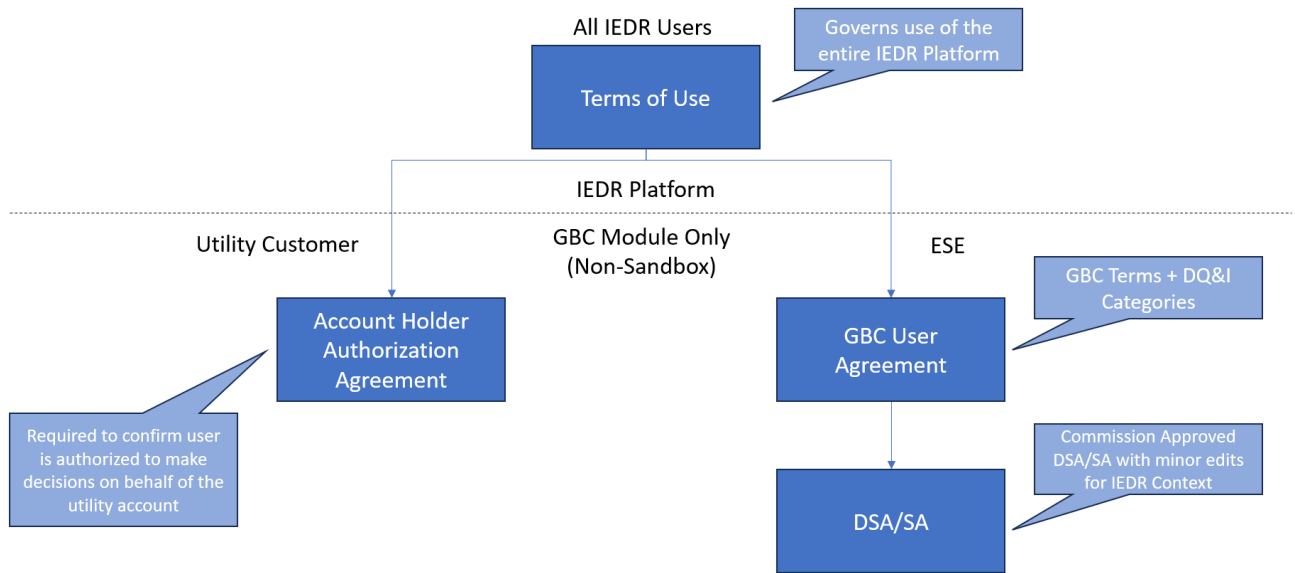 All IEDR Users
Governs use of the
entire IEDR Platform
Terms of Use
IEDR Platform
Utility Customer
GBC Module Only
(Non-Sandbox)
ESE
GBC Terms + DQ&I
Categories
Account Holder
Authorization
Agreement
GBC User
Agreement
Required to confirm user
is authorized to make
decisions on behalf of the
utility account
Commission Approved
DSA/SA with minor edits
for IEDR Context
DSA/SA